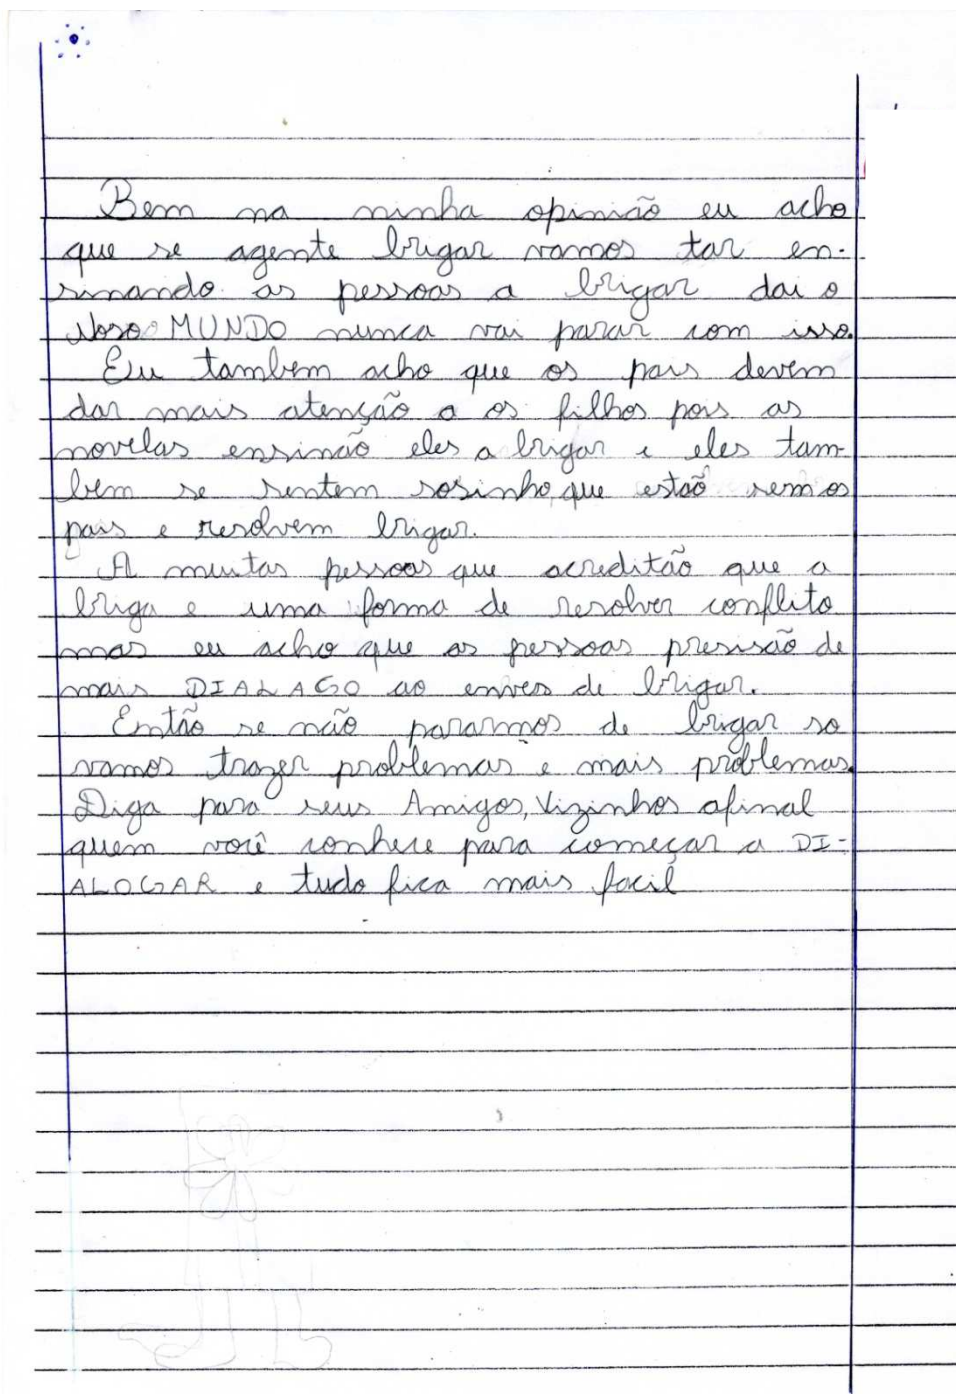 Bem na minha opinião eu acho
que se agente brigar vamos tar en-
sinando as pessoas a brigar dai o
Noso MUNDO nunca vai parar com isso.
Eu tambem acho que os pais devem
dar mais atenção a os filhos pois as
novelas ensinão eles a brigar e eles tam-
bem se sentem sosinho, que estão sem os
pais e resolvem brigar.
A muitas pessoas que acreditão que a
briga e uma forma de resolver conflito
mas eu acho que as pessoas presisão de
mais DIALAGO ao enves de brigar.
Então se não pararmos de brigar so
vamos trazer problemas e mais problemas.
Diga para seus Amigos, Vizinhos afinal
quem você conhece para começar a DI-
ALOGAR e tudo fica mais facil